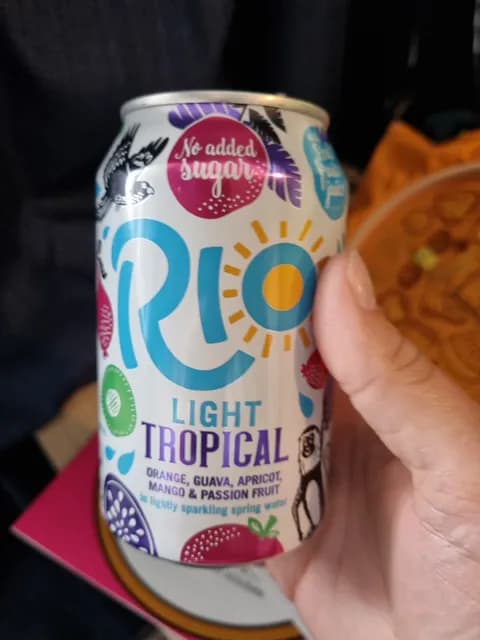 No added
sugar
RIO
LIGHT
TROPICAL
ORANGE, GUAVA, APRICOT,
MANGO & PASSION FRUIT
in lightly sparkling spring water